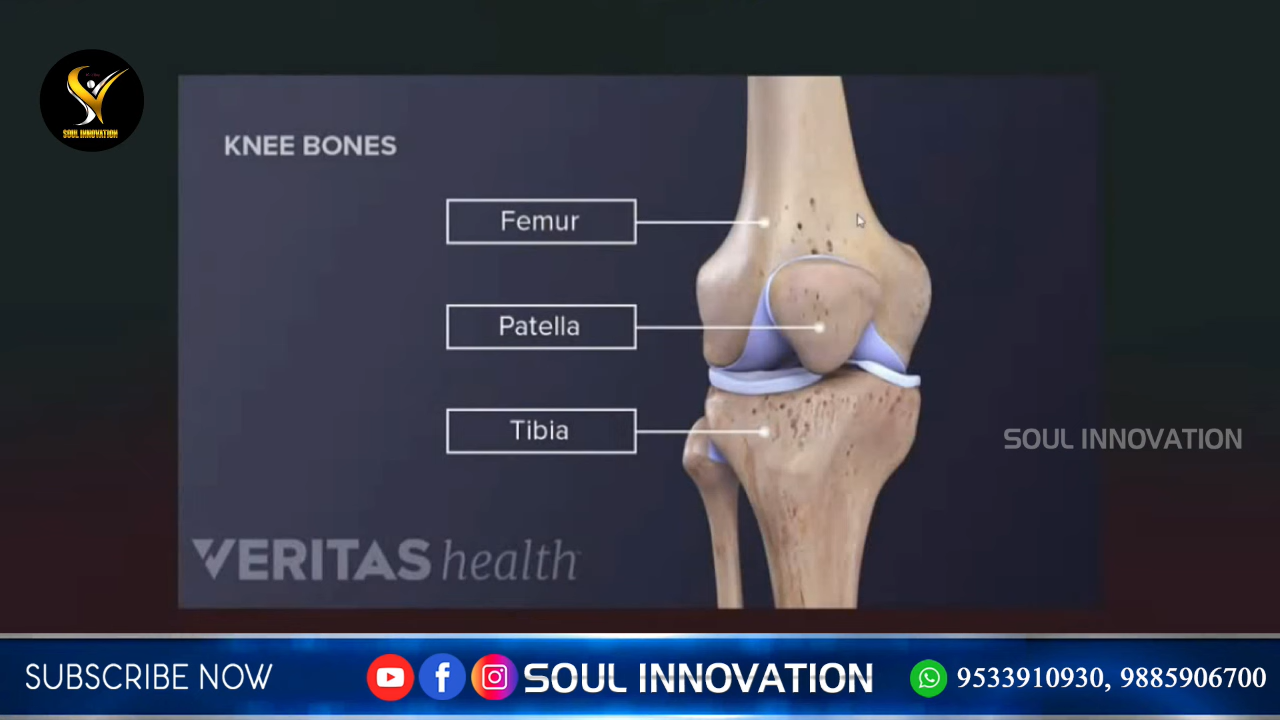 SOUL INNOVATION
KNEE BONES
Femur
Patella
Tibia
SOUL INNOVATION
VERITAS health
SUBSCRIBE NOW
SOUL INNOVATION
9533910930, 9885906700